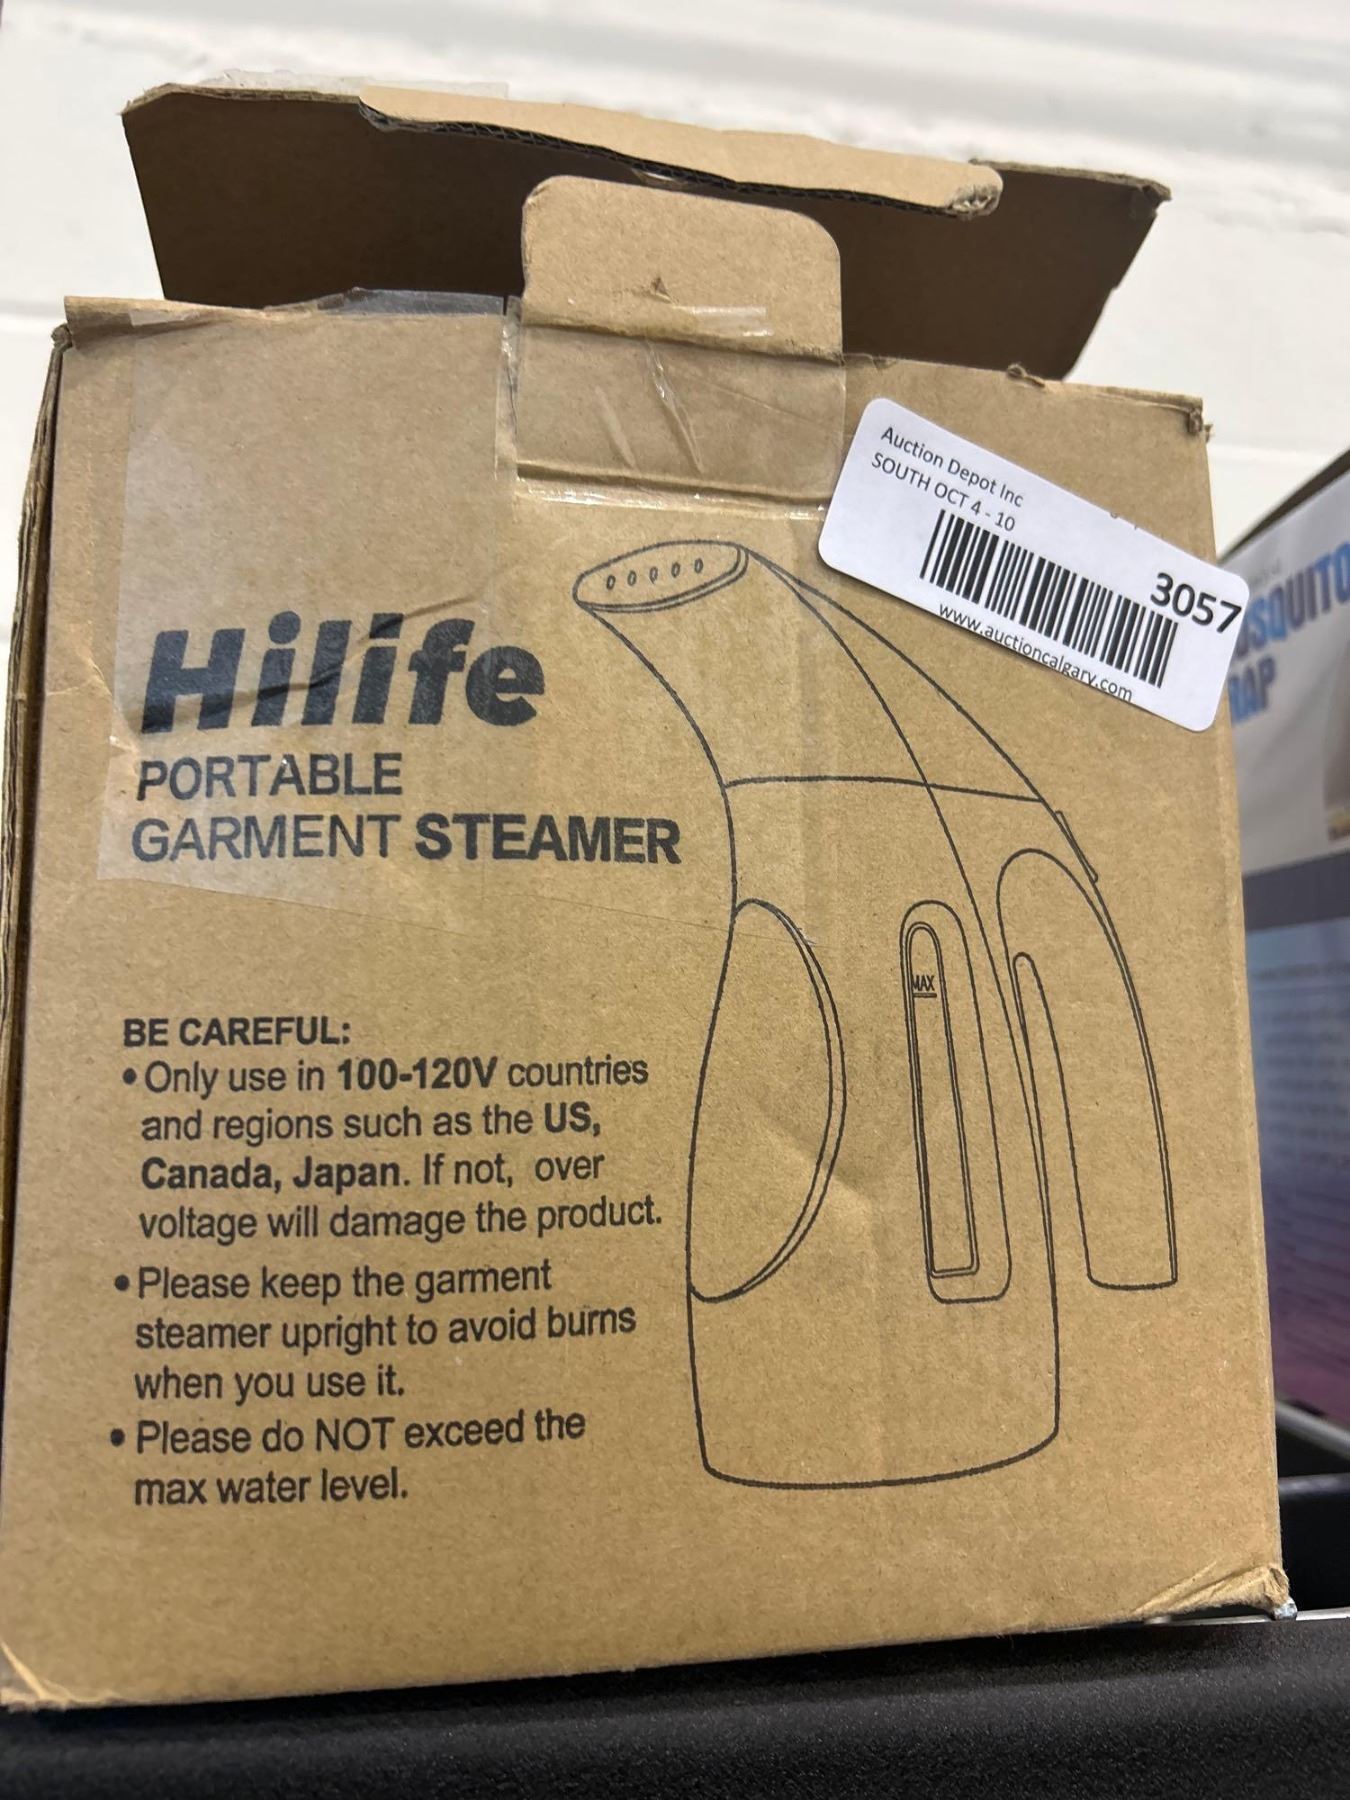 Auction Depot Inc
SOUTH OCT 4 - 10
3057
www.auctioncalgary.com
Hilife
PORTABLE
GARMENT STEAMER
MAX
BE CAREFUL:
• Only use in 100-120V countries
and regions such as the US,
Canada, Japan. If not, over
voltage will damage the product.
• Please keep the garment
steamer upright to avoid burns
when you use it.
• Please do NOT exceed the
max water level.